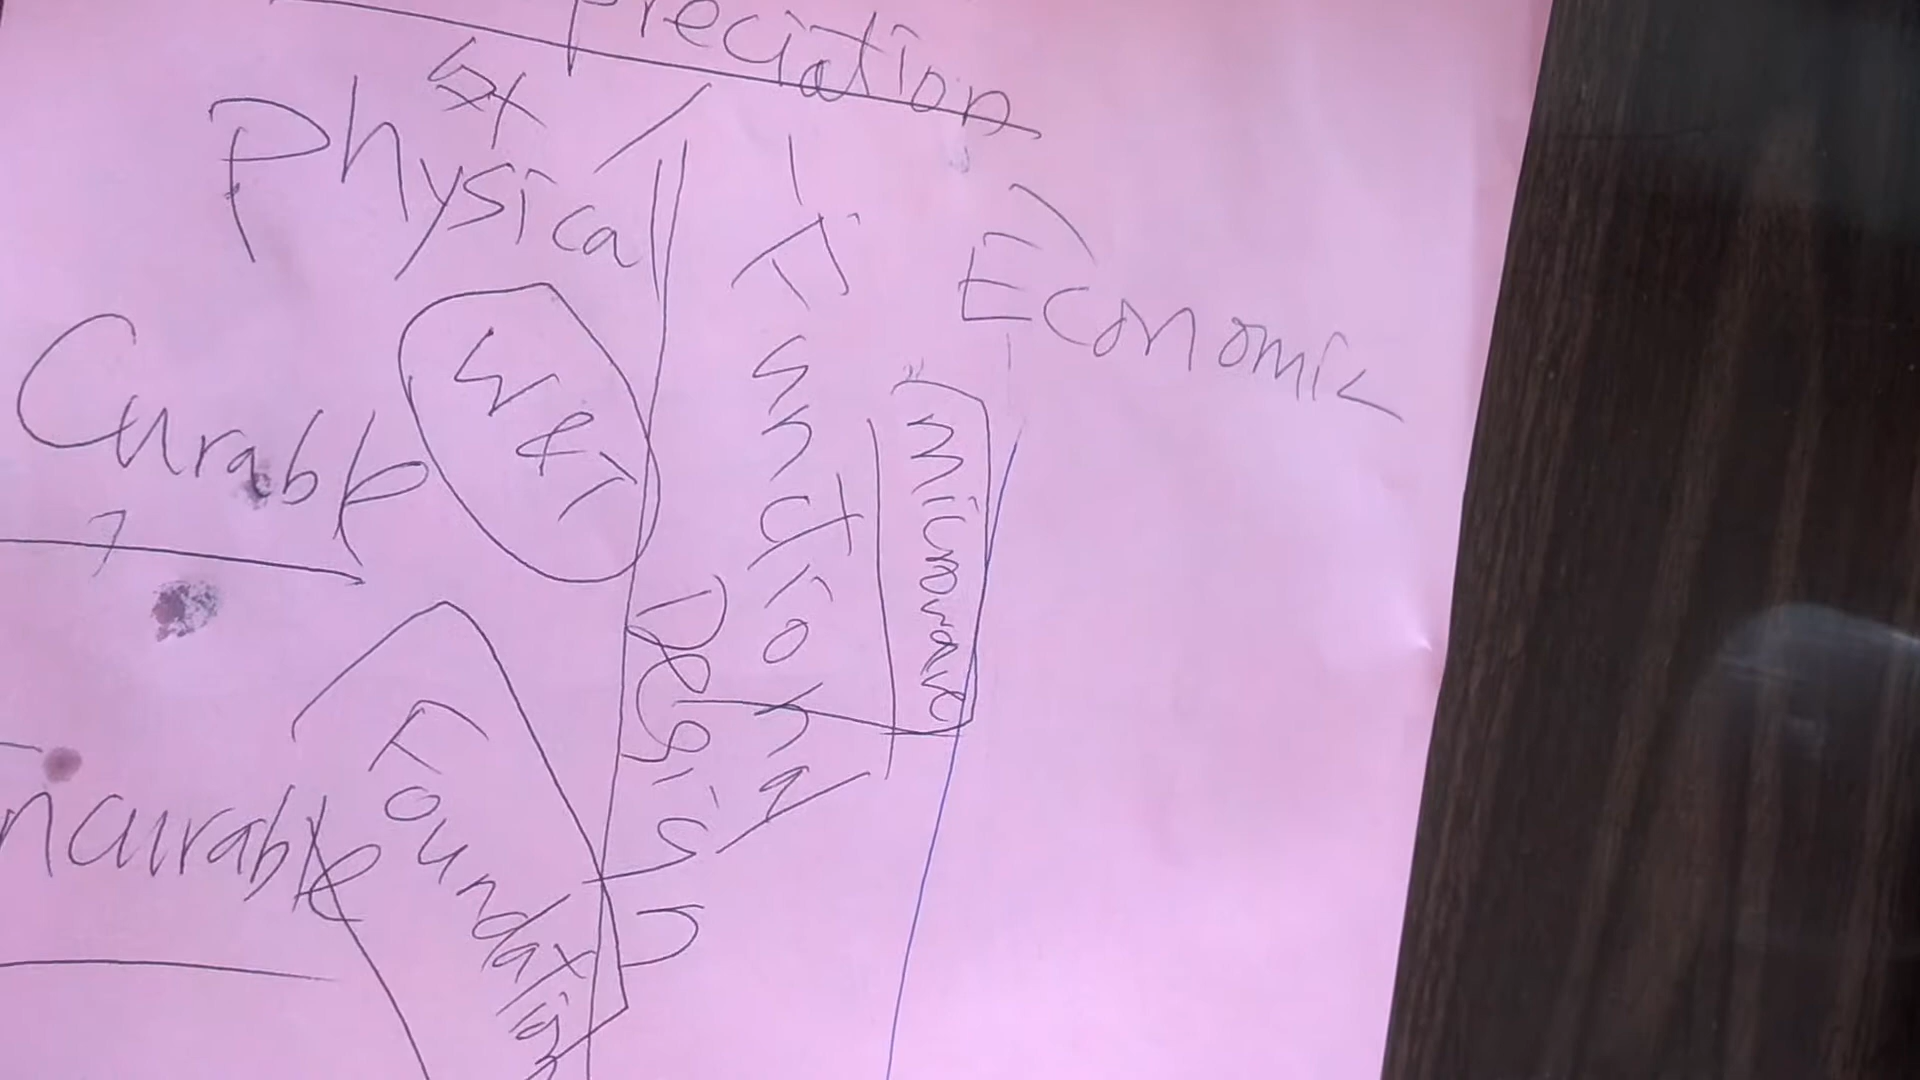 preciation
Physical
Functional
Economic
Curable
W&T
microwave
Design
ncurable
Foundation